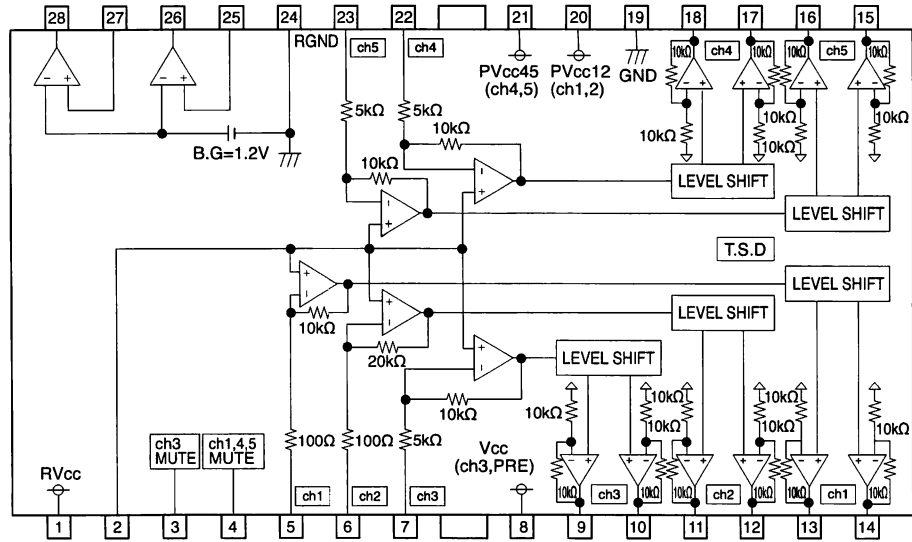 28 27 26 25 24 23 22 21 20 19 18 17 16 15
RGND
ch5
ch4
PVcc45
(ch4,5)
PVcc12
(ch1,2)
GND
10kΩ
ch4
10kΩ
10kΩ
ch5
10kΩ
5kΩ
5kΩ
10kΩ
10kΩ
10kΩ
10kΩ
10kΩ
B.G=1.2V
10kΩ
LEVEL SHIFT
LEVEL SHIFT
T.S.D
10kΩ
20kΩ
10kΩ
LEVEL SHIFT
LEVEL SHIFT
LEVEL SHIFT
10kΩ
10kΩ
10kΩ
10kΩ
10kΩ
10kΩ
100Ω
100Ω
5kΩ
Vcc
(ch3,PRE)
ch3
MUTE
ch1,4,5
MUTE
RVcc
ch1
ch2
ch3
10kΩ
ch3
10kΩ
10kΩ
ch2
10kΩ
10kΩ
ch1
10kΩ
1 2 3 4 5 6 7 8 9 10 11 12 13 14